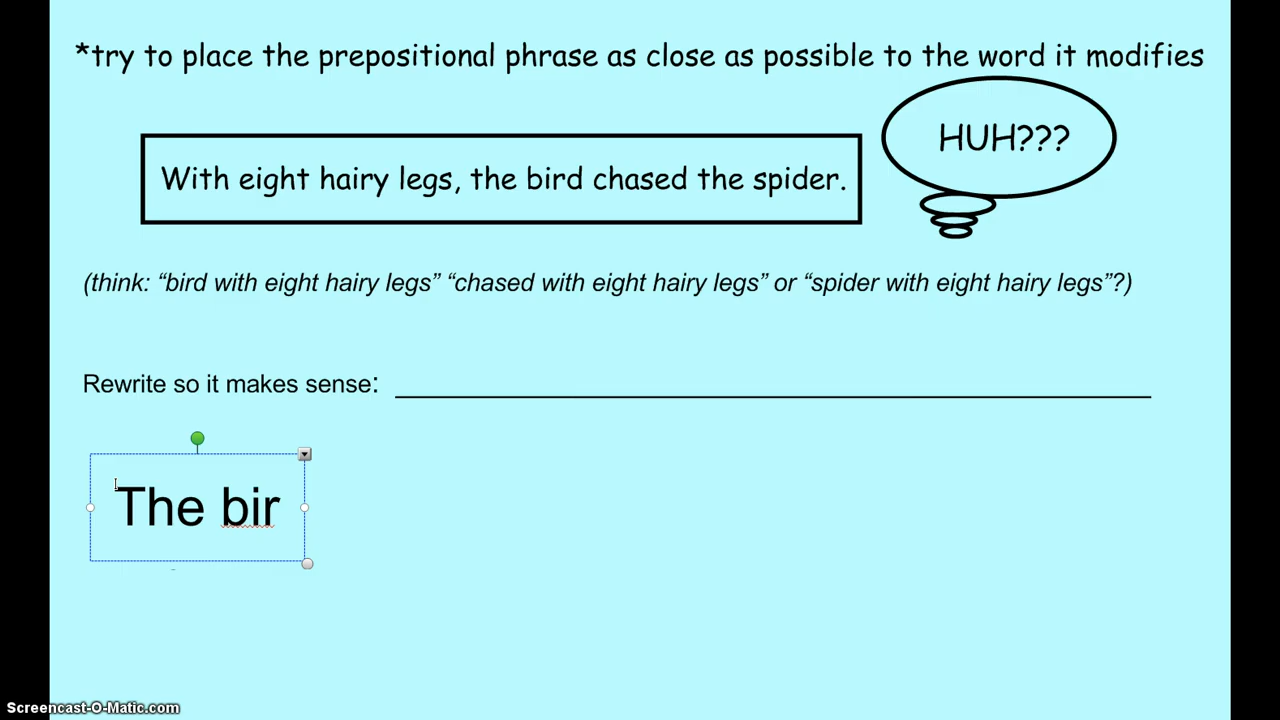 *try to place the prepositional phrase as close as possible to the word it modifies
HUH???
With eight hairy legs, the bird chased the spider.
(think: “bird with eight hairy legs” “chased with eight hairy legs” or “spider with eight hairy legs”?)
Rewrite so it makes sense:
The bir
Screencast-O-Matic.com